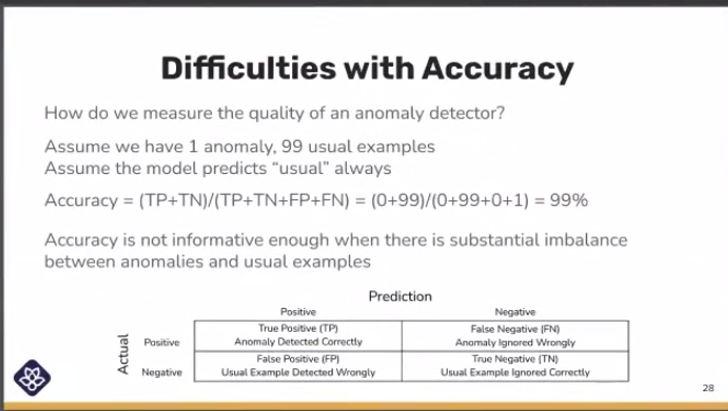 Difficulties with Accuracy
How do we measure the quality of an anomaly detector?
Assume we have 1 anomaly, 99 usual examples
Assume the model predicts “usual” always
Accuracy = (TP+TN)/(TP+TN+FP+FN) = (0+99)/(0+99+0+1) = 99%
Accuracy is not informative enough when there is substantial imbalance
between anomalies and usual examples
Prediction
Positive Negative
Actual
Positive
True Positive (TP)
Anomaly Detected Correctly
False Negative (FN)
Anomaly Ignored Wrongly
Negative
False Positive (FP)
Usual Example Detected Wrongly
True Negative (TN)
Usual Example Ignored Correctly
28